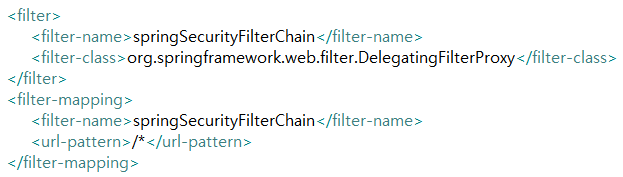 <filter>
<filter-name>springSecurityFilterChain</filter-name>
<filter-class>org.springframework.web.filter.DelegatingFilterProxy</filter-class>
</filter>
<filter-mapping>
<filter-name>springSecurityFilterChain</filter-name>
<url-pattern>/*</url-pattern>
</filter-mapping>